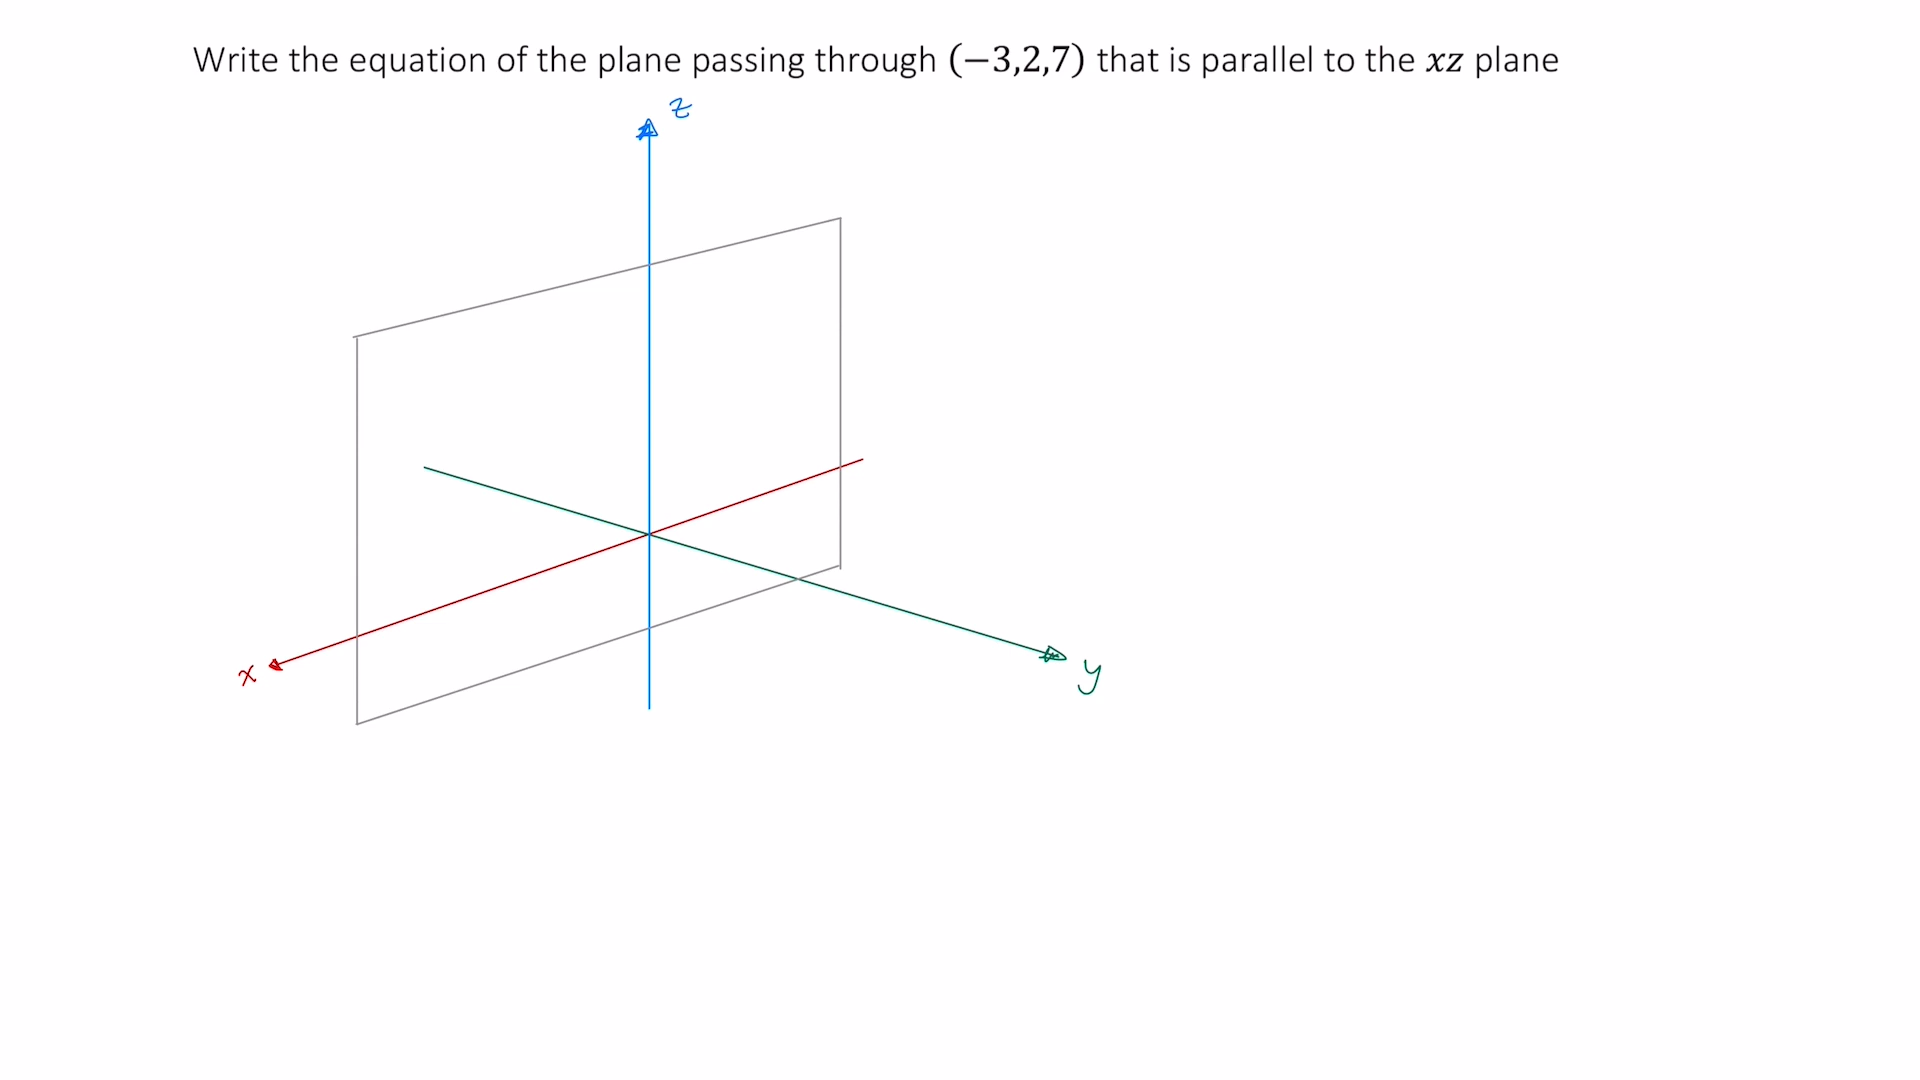 Write the equation of the plane passing through (−3,2,7) that is parallel to the xz plane
z
x
y